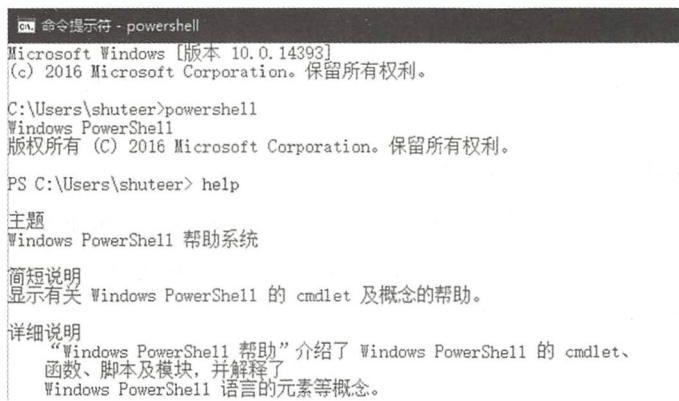 命令提示符 - powershell
Microsoft Windows [版本 10.0.14393]
(c) 2016 Microsoft Corporation。保留所有权利。
C:\Users\shuteer>powershell
Windows PowerShell
版权所有 (C) 2016 Microsoft Corporation。保留所有权利。
PS C:\Users\shuteer> help
主题
Windows PowerShell 帮助系统
简短说明
显示有关 Windows PowerShell 的 cmdlet 及概念的帮助。
详细说明
“Windows PowerShell 帮助”介绍了 Windows PowerShell 的 cmdlet、
函数、脚本及模块，并解释了
Windows PowerShell 语言的元素等概念。